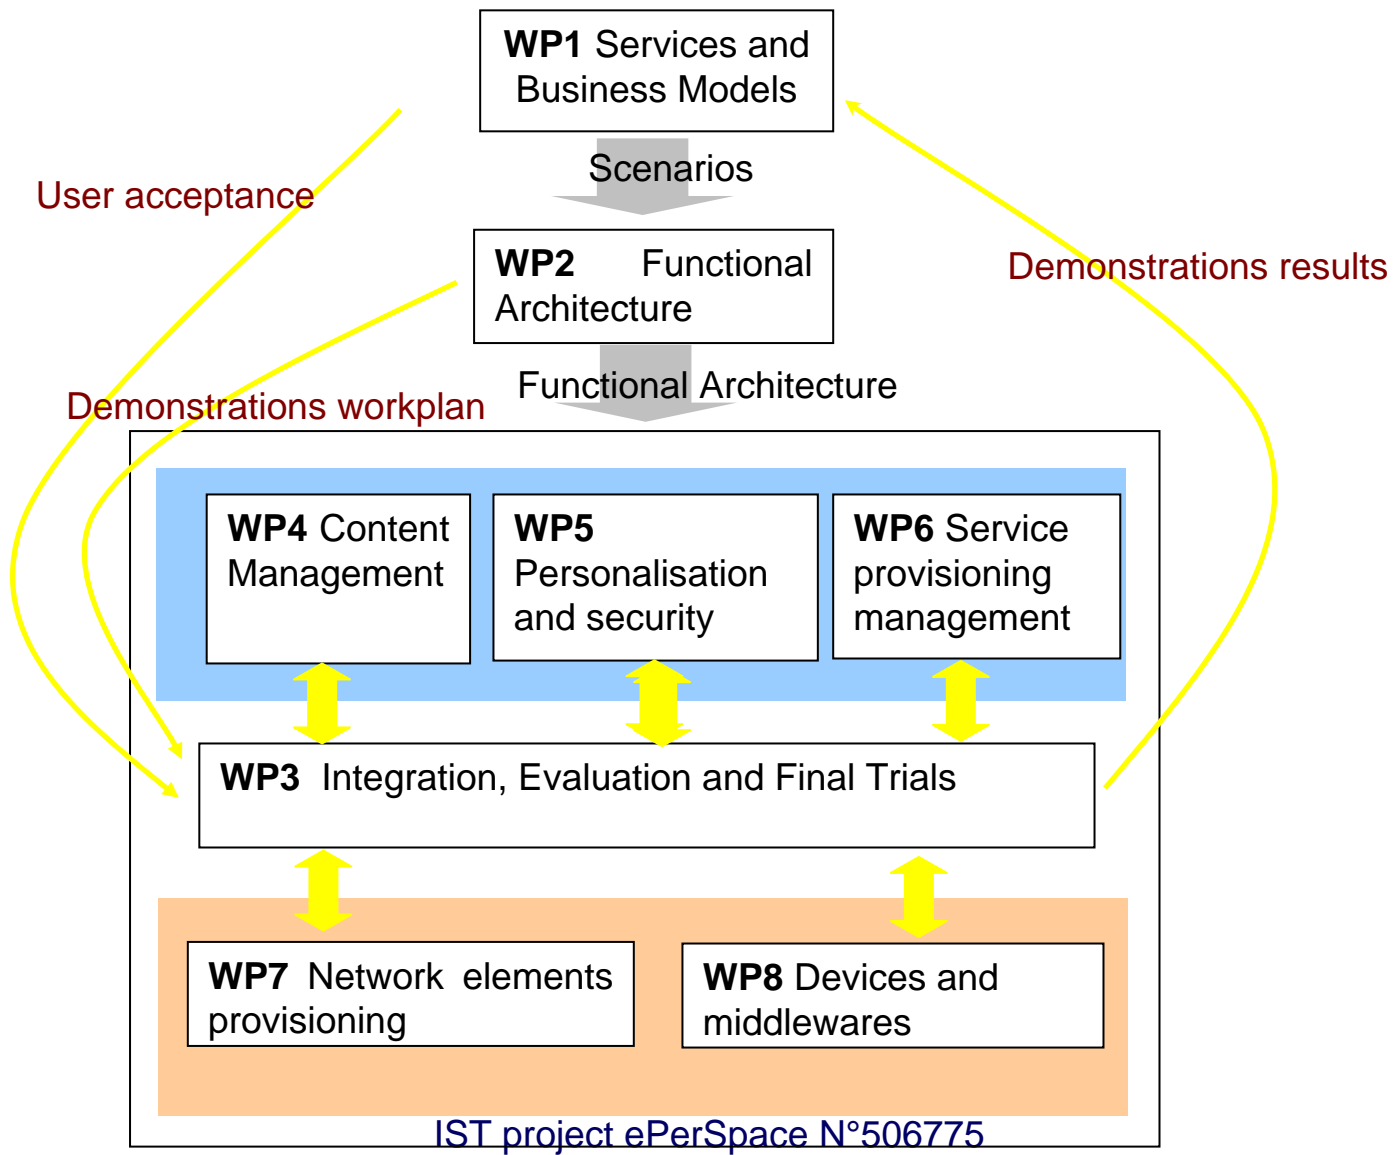 WP1 Services and
Business Models
Scenarios
User acceptance
WP2 Functional
Architecture
Demonstrations results
Functional Architecture
Demonstrations workplan
WP4 Content
Management
WP5
Personalisation
and security
WP6 Service
provisioning
management
WP3 Integration, Evaluation and Final Trials
WP7 Network elements
provisioning
WP8 Devices and
middlewares
IST project ePerSpace N°506775